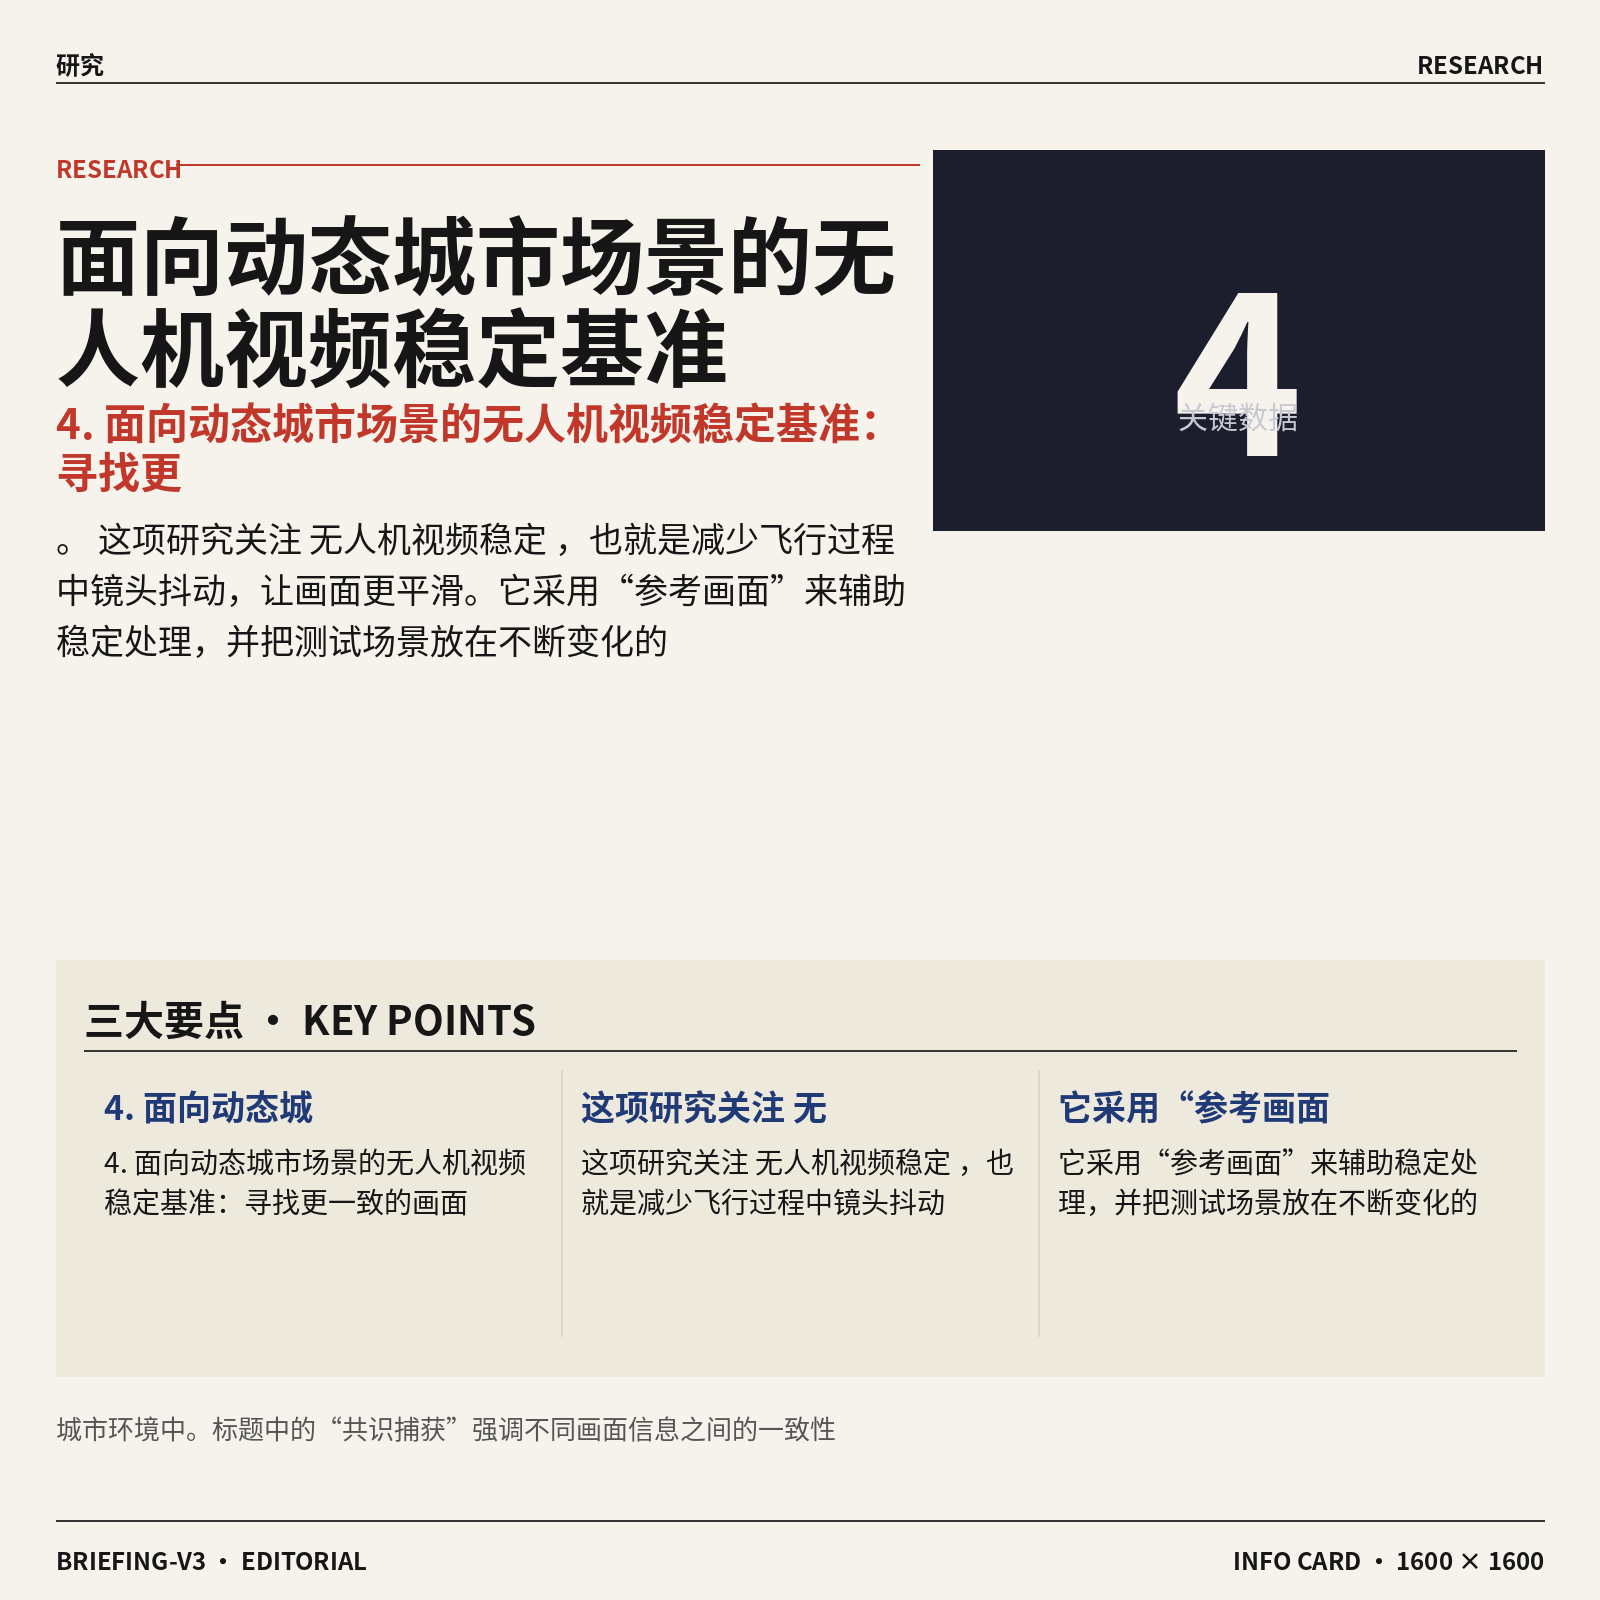 研究
RESEARCH
RESEARCH
面向动态城市场景的无
人机视频稳定基准
4. 面向动态城市场景的无人机视频稳定基准：
寻找更
。 这项研究关注 无人机视频稳定 ，也就是减少飞行过程
中镜头抖动，让画面更平滑。它采用“参考画面”来辅助
稳定处理，并把测试场景放在不断变化的
4
关键数据
三大要点 · KEY POINTS
4. 面向动态城
4. 面向动态城市场景的无人机视频
稳定基准：寻找更一致的画面
这项研究关注 无
这项研究关注 无人机视频稳定 ，也
就是减少飞行过程中镜头抖动
它采用“参考画面
它采用“参考画面”来辅助稳定处
理，并把测试场景放在不断变化的
城市环境中。标题中的“共识捕获”强调不同画面信息之间的一致性
BRIEFING-V3 · EDITORIAL
INFO CARD · 1600 × 1600